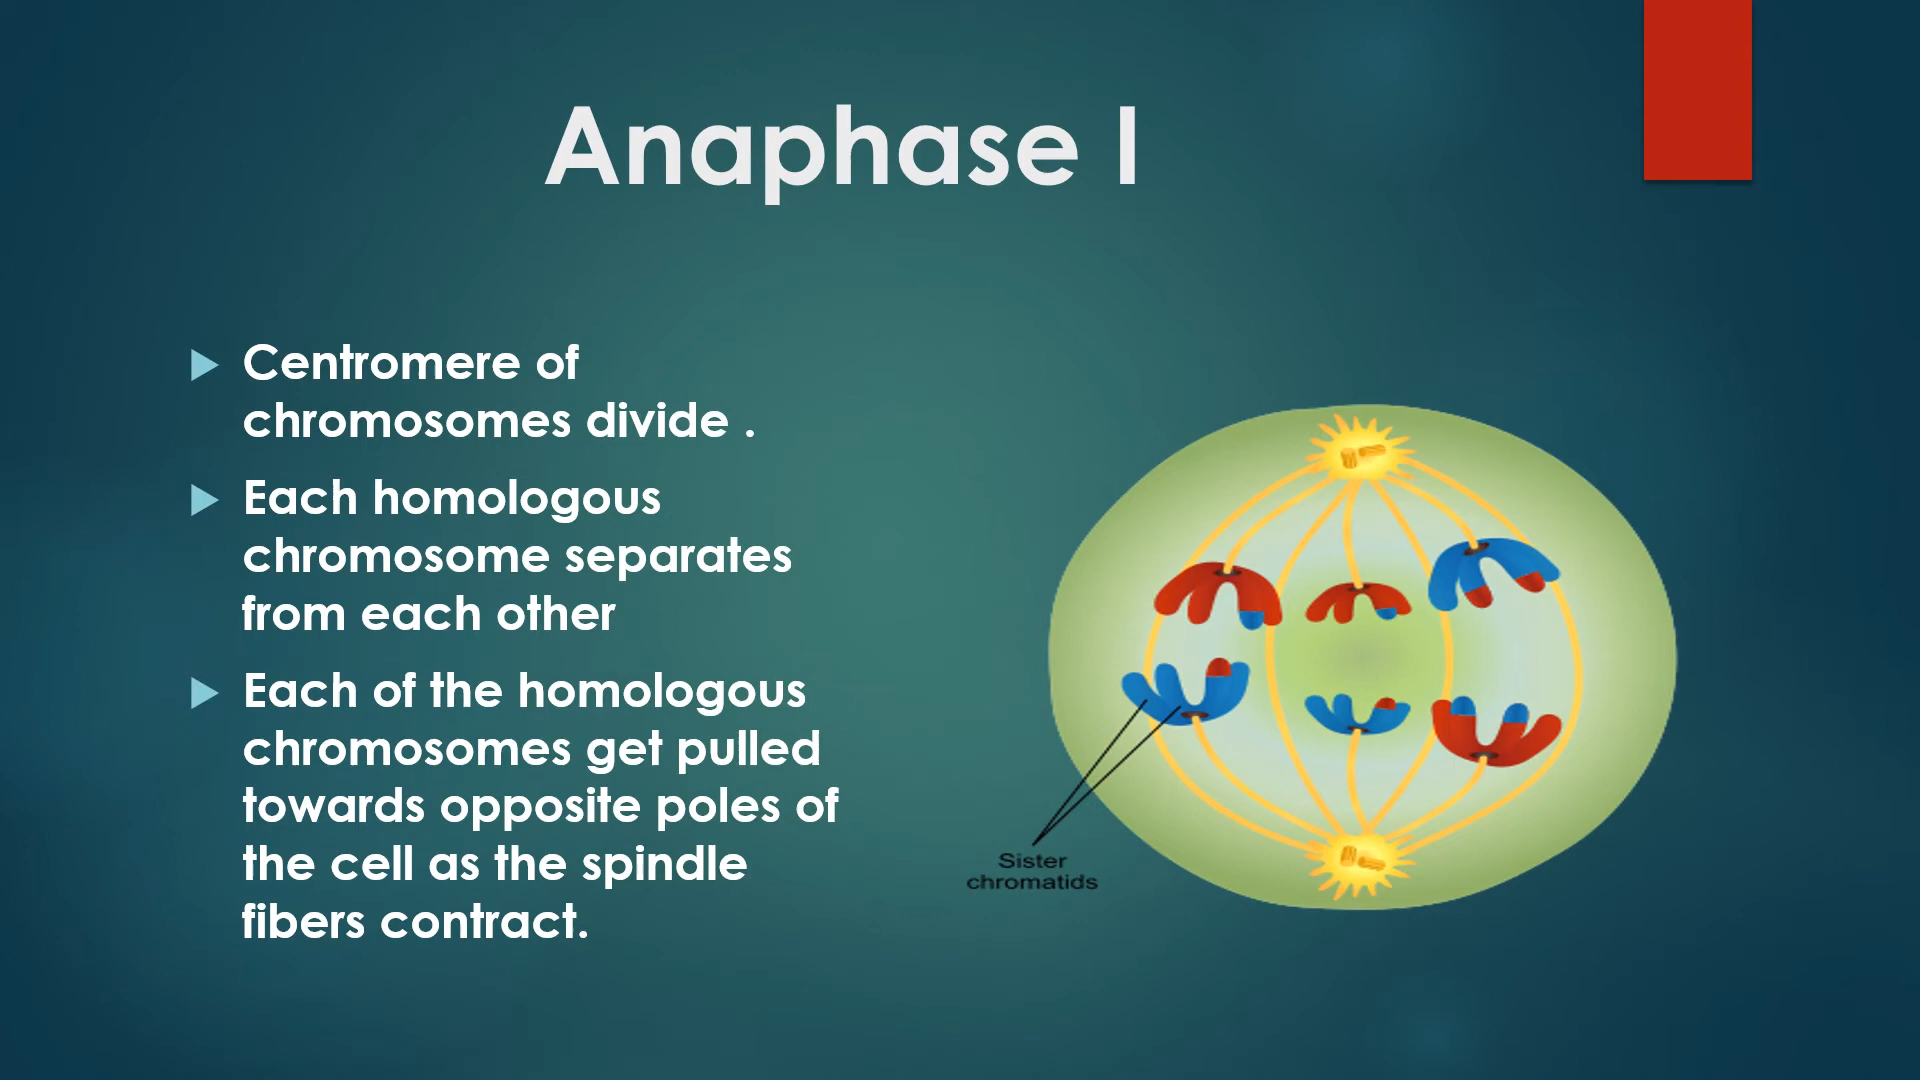 Anaphase I
Centromere of
chromosomes divide .
Each homologous
chromosome separates
from each other
Each of the homologous
chromosomes get pulled
towards opposite poles of
the cell as the spindle
fibers contract.
Sister
chromatids